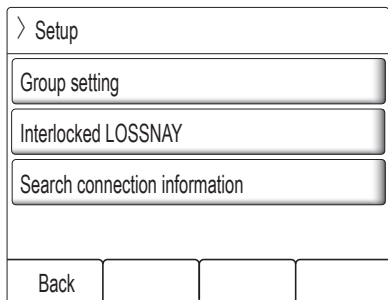 〉 Setup
Group setting
Interlocked LOSSNAY
Search connection information
Back